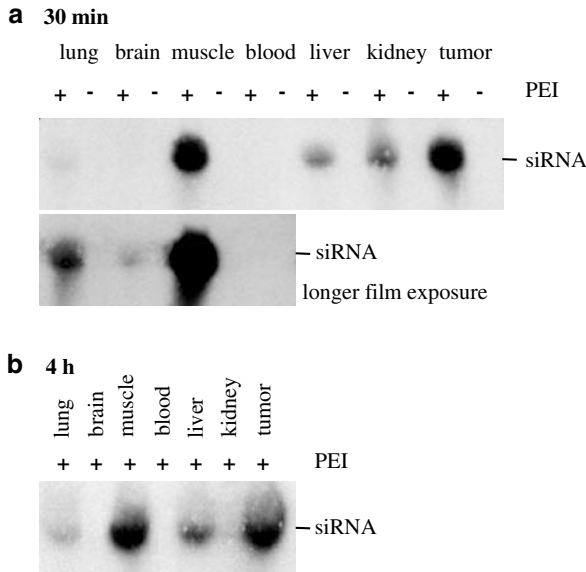 a 30 min
lung brain muscle blood liver kidney tumor
+ - + - + - + - + - + - + - PEI
siRNA
siRNA
longer film exposure
b 4 h
lung brain muscle blood liver kidney tumor
+ + + + + + + PEI
siRNA